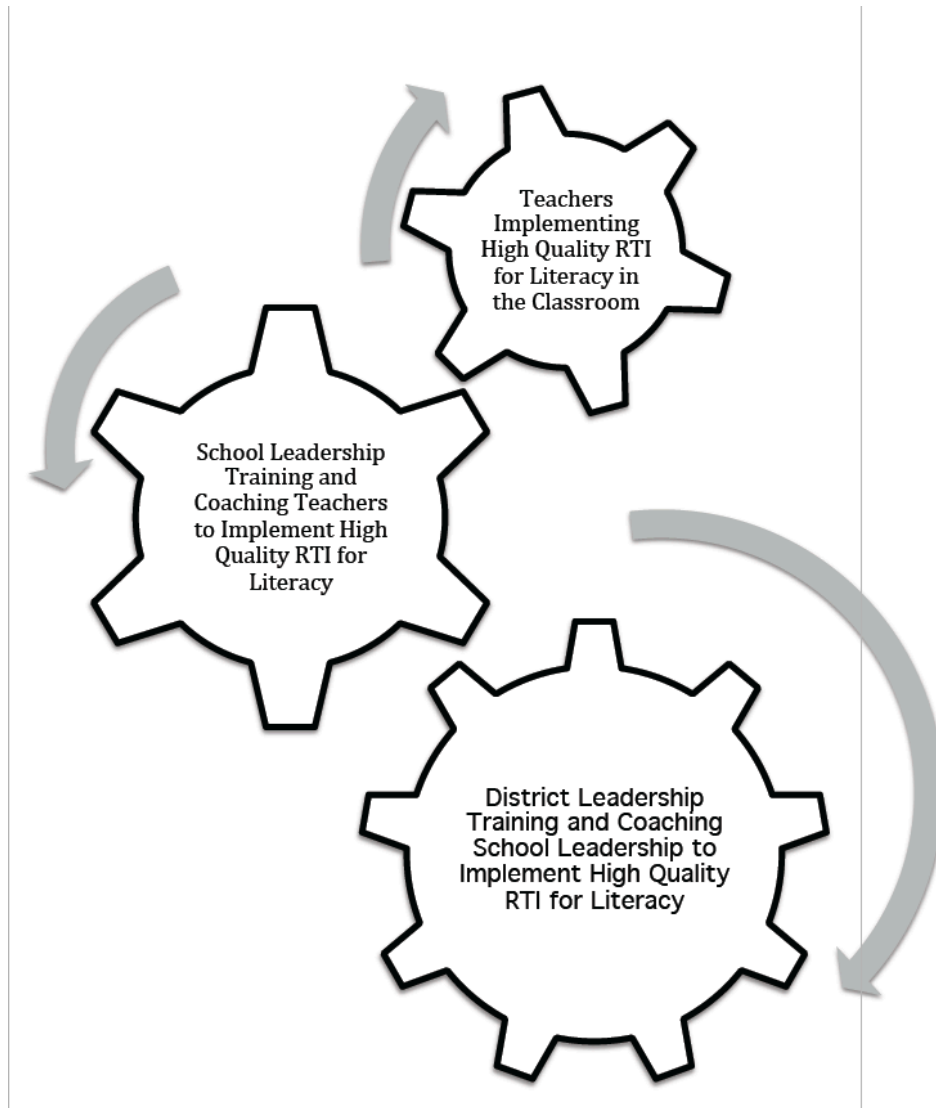 Teachers
Implementing
High Quality RTI
for Literacy in
the Classroom
School Leadership
Training and
Coaching Teachers
to Implement High
Quality RTI for
Literacy
District Leadership
Training and Coaching
School Leadership to
Implement High Quality
RTI for Literacy